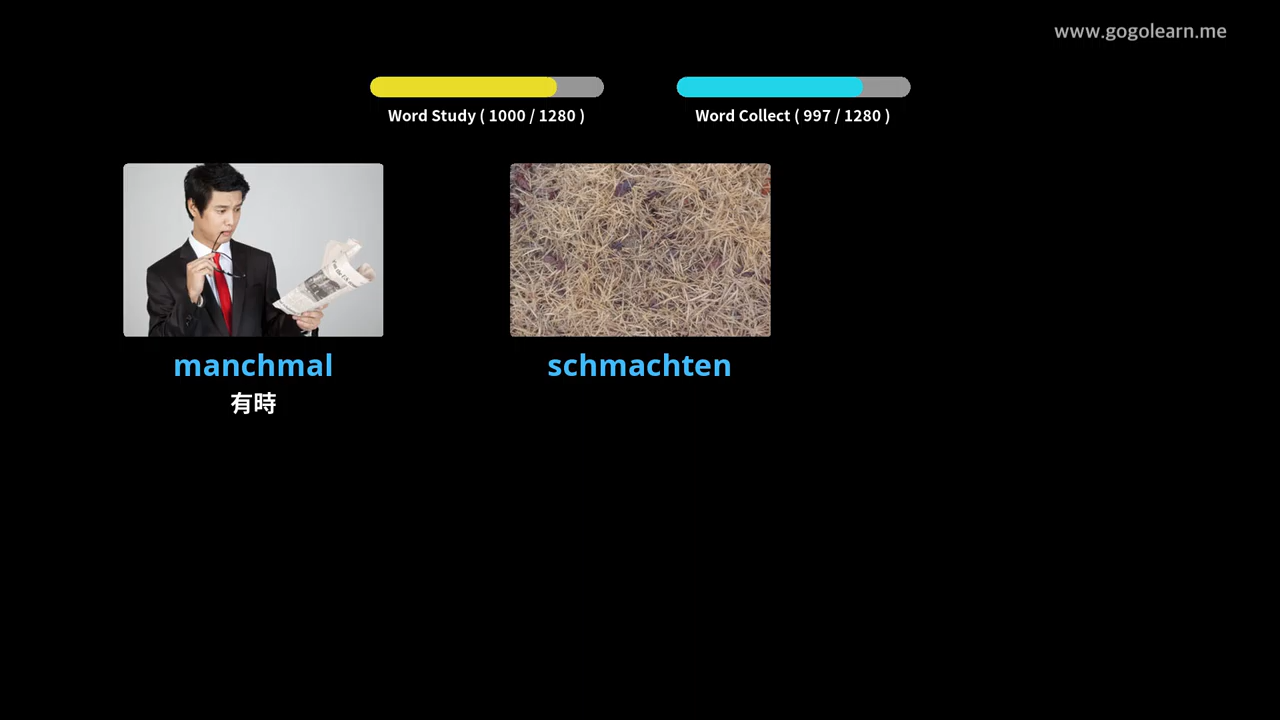 www.gogolearn.me
Word Study ( 1000 / 1280 )
Word Collect ( 997 / 1280 )
manchmal
有時
schmachten